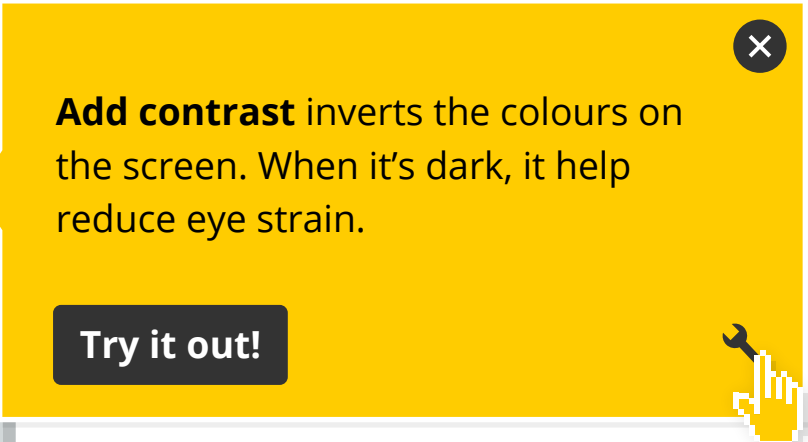 Add contrast inverts the colours on
the screen. When it’s dark, it help
reduce eye strain.
Try it out!